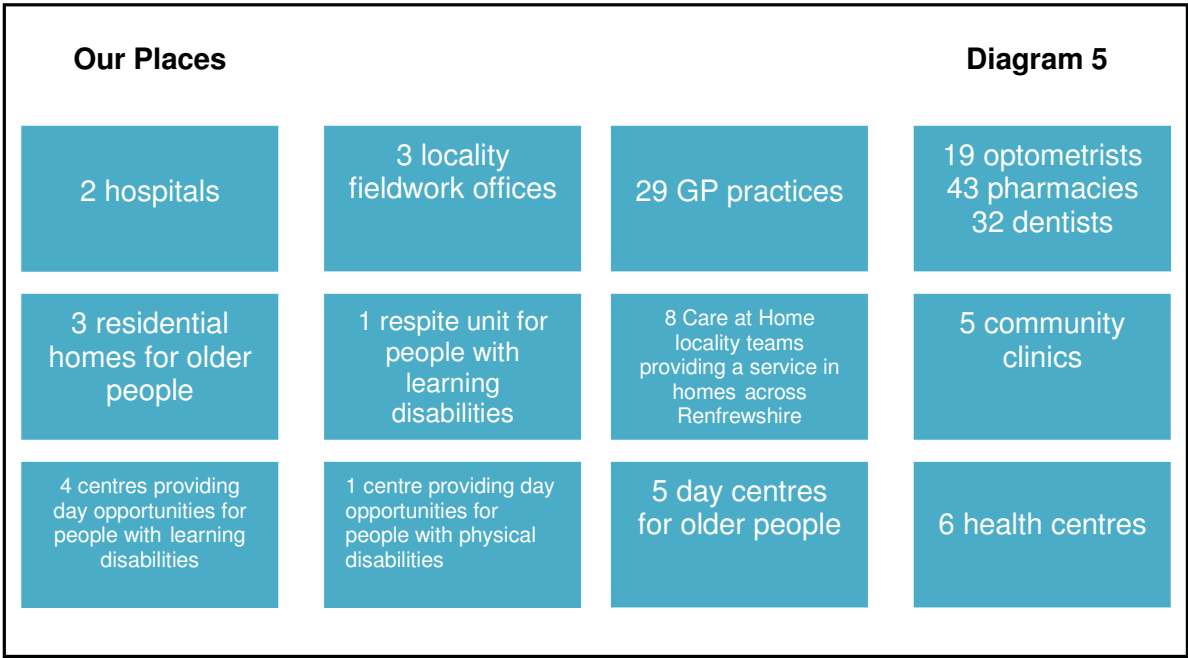 Our Places
Diagram 5
2 hospitals
3 locality
fieldwork offices
29 GP practices
19 optometrists
43 pharmacies
32 dentists
3 residential
homes for older
people
1 respite unit for
people with
learning
disabilities
8 Care at Home
locality teams
providing a service in
homes across
Renfrewshire
5 community
clinics
4 centres providing
day opportunities for
people with learning
disabilities
1 centre providing day
opportunities for
people with physical
disabilities
5 day centres
for older people
6 health centres